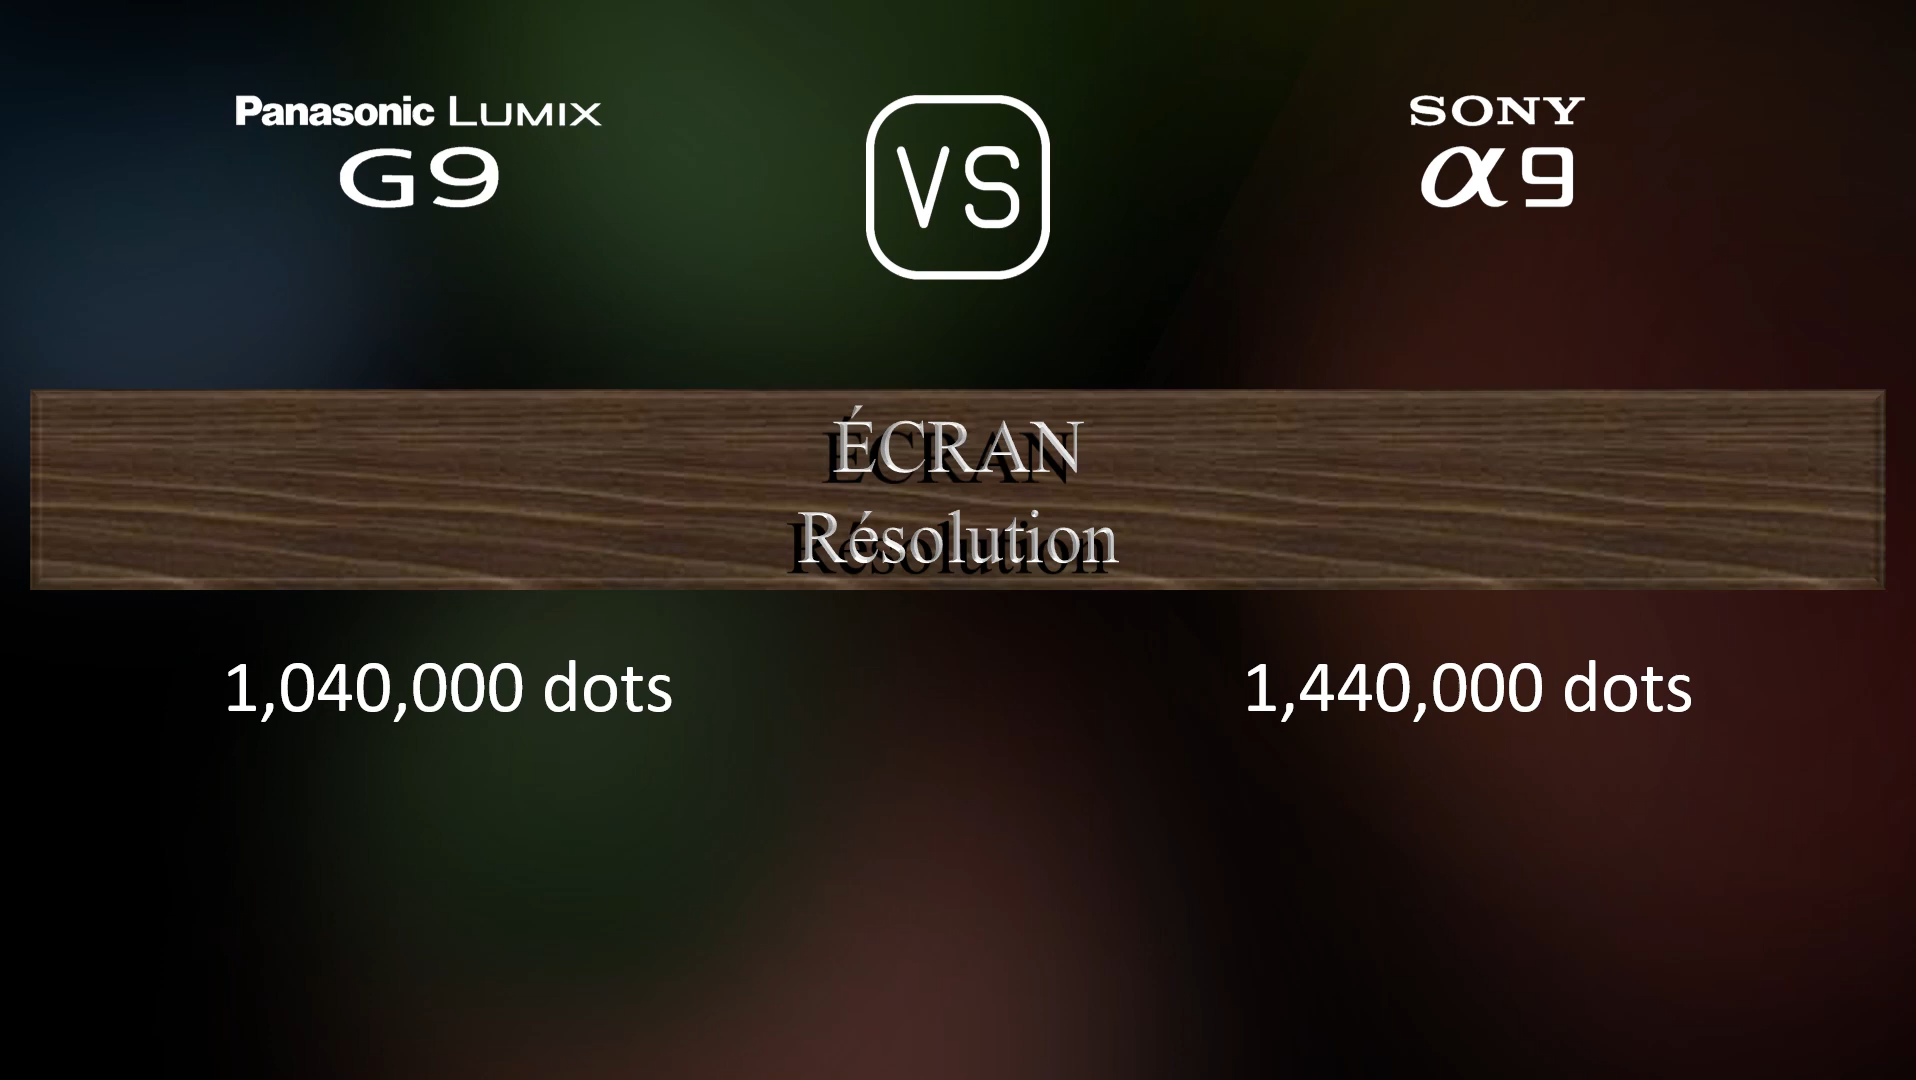 Panasonic LUMIX
G9
VS
SONY
α9
ÉCRAN
Résolution
1,040,000 dots
1,440,000 dots